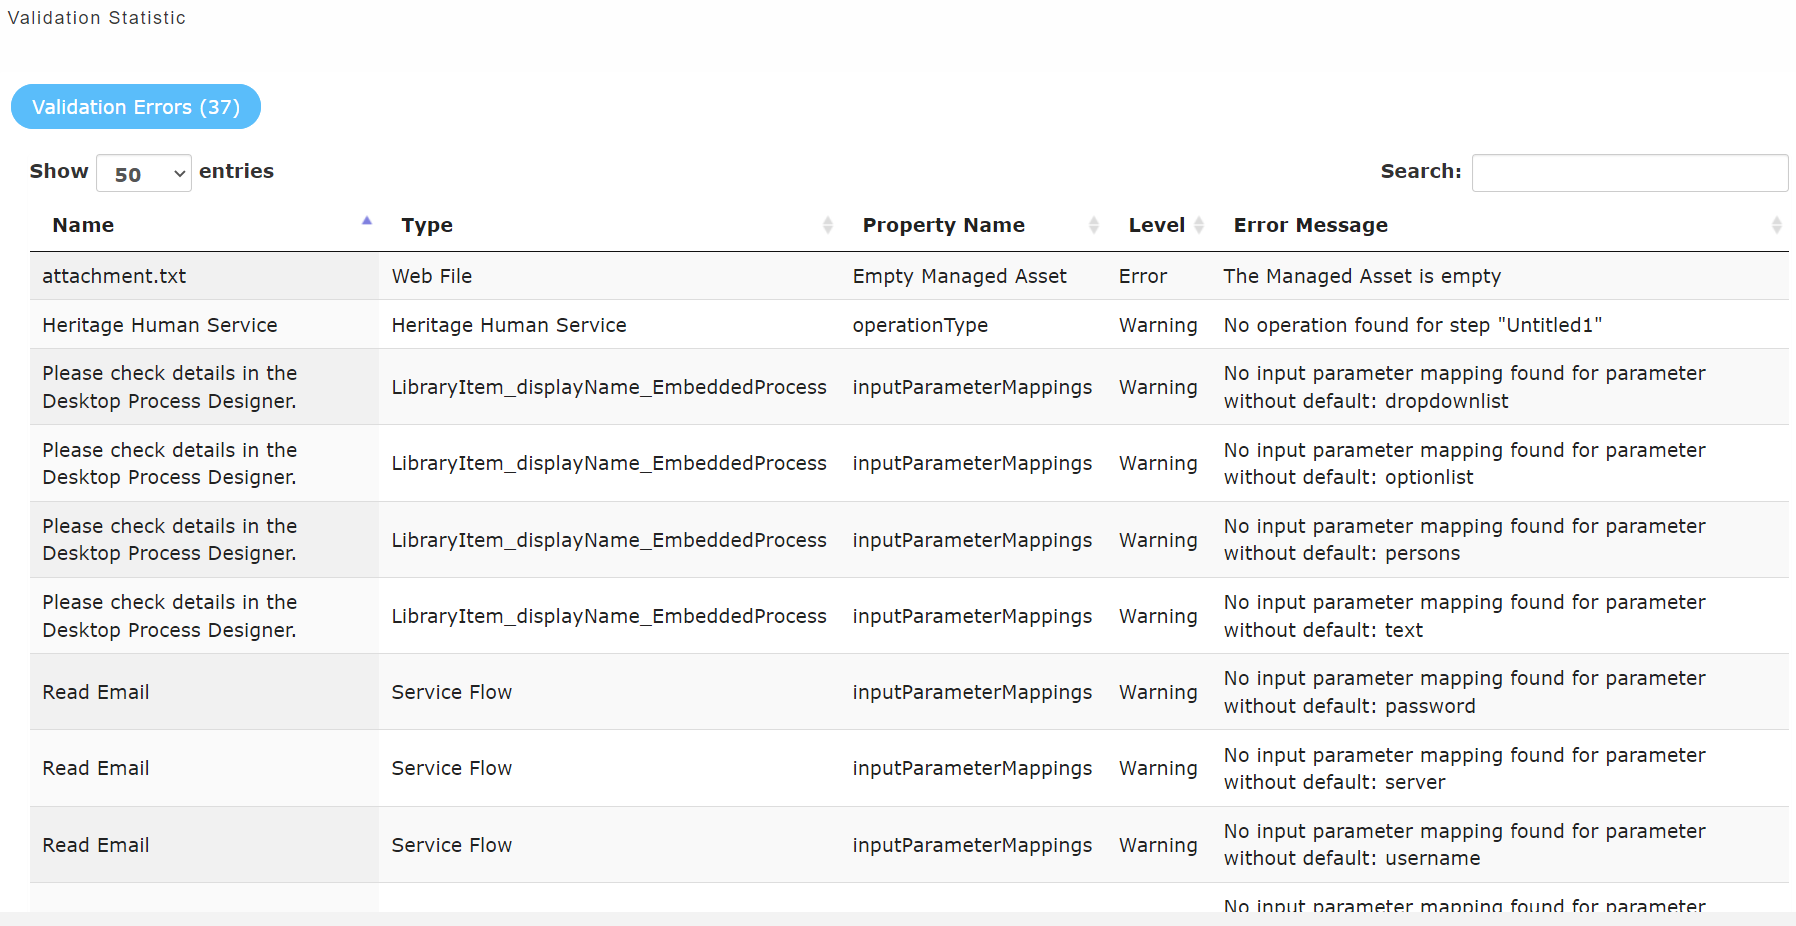 Validation Statistic
Validation Errors (37)
Show 50 entries Search:
Name Type Property Name Level Error Message
attachment.txt Web File Empty Managed Asset Error The Managed Asset is empty
Heritage Human Service Heritage Human Service operationType Warning No operation found for step "Untitled1"
Please check details in the
Desktop Process Designer.
LibraryItem_displayName_EmbeddedProcess inputParameterMappings Warning
No input parameter mapping found for parameter
without default: dropdownlist
Please check details in the
Desktop Process Designer.
LibraryItem_displayName_EmbeddedProcess inputParameterMappings Warning
No input parameter mapping found for parameter
without default: optionlist
Please check details in the
Desktop Process Designer.
LibraryItem_displayName_EmbeddedProcess inputParameterMappings Warning
No input parameter mapping found for parameter
without default: persons
Please check details in the
Desktop Process Designer.
LibraryItem_displayName_EmbeddedProcess inputParameterMappings Warning
No input parameter mapping found for parameter
without default: text
Read Email Service Flow inputParameterMappings Warning
No input parameter mapping found for parameter
without default: password
Read Email Service Flow inputParameterMappings Warning
No input parameter mapping found for parameter
without default: server
Read Email Service Flow inputParameterMappings Warning
No input parameter mapping found for parameter
without default: username
No input parameter mapping found for parameter